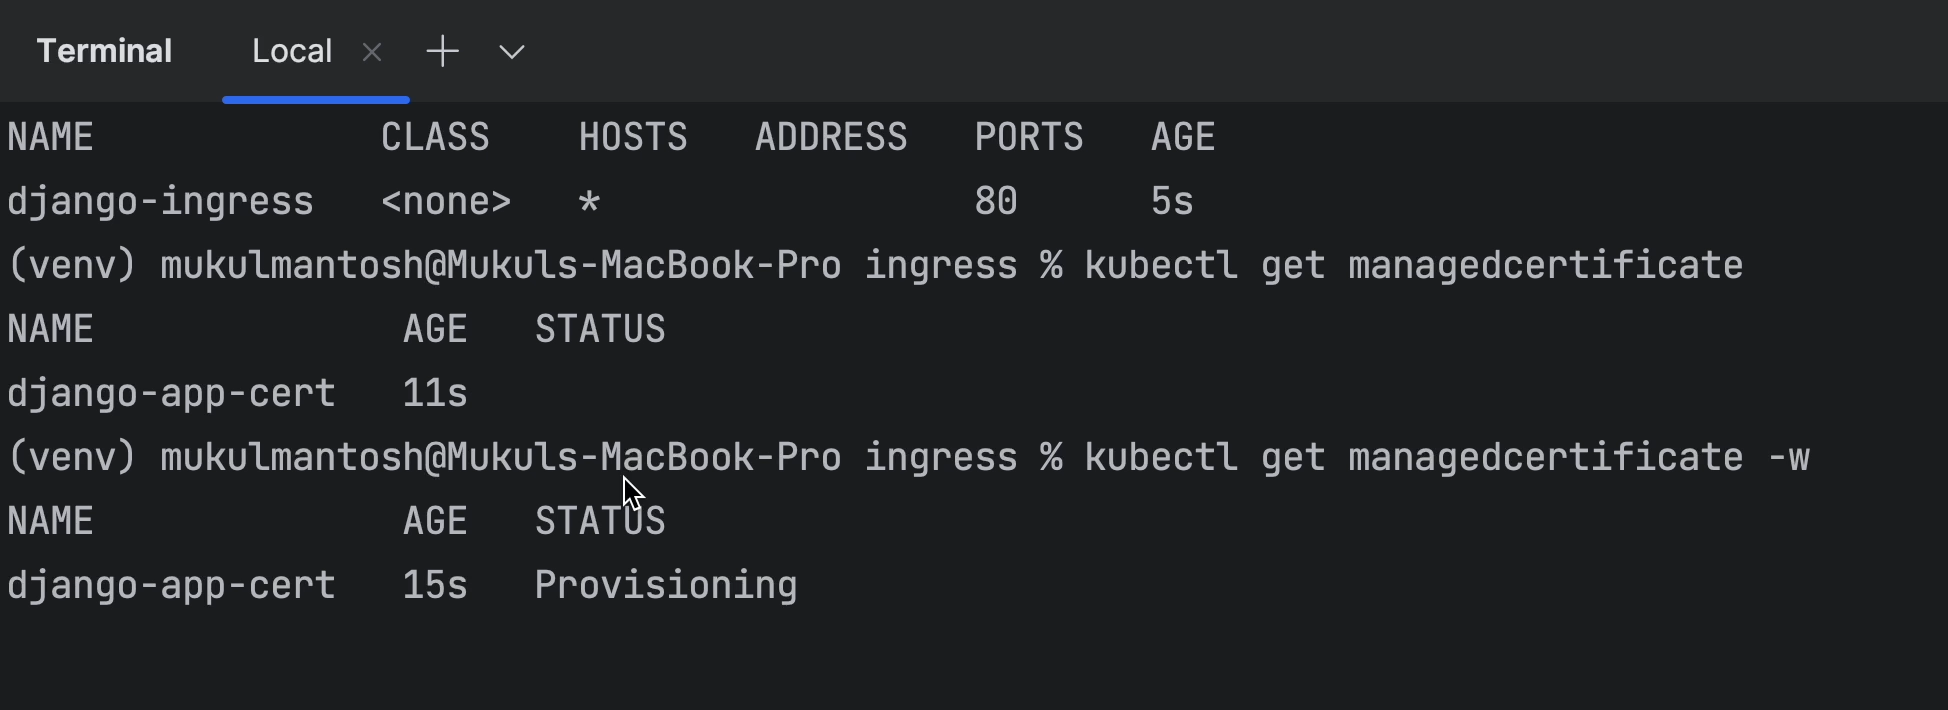 Terminal Local
NAME CLASS HOSTS ADDRESS PORTS AGE
django-ingress <none> * 80 5s
(venv) mukulmantosh@Mukuls-MacBook-Pro ingress % kubectl get managedcertificate
NAME AGE STATUS
django-app-cert 11s
(venv) mukulmantosh@Mukuls-MacBook-Pro ingress % kubectl get managedcertificate -w
NAME AGE STATUS
django-app-cert 15s Provisioning